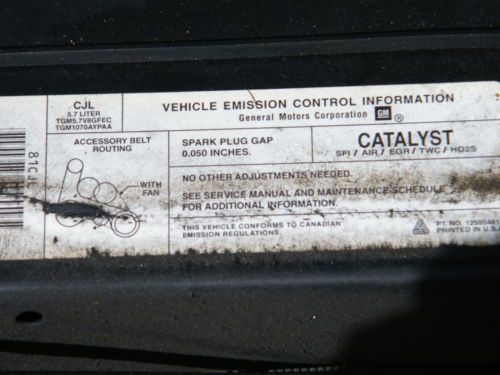 CJL
5.7 LITER
TGM5.7V8GFEC
TGM1070AYPAA
VEHICLE EMISSION CONTROL INFORMATION
General Motors Corporation GM ®
ACCESSORY BELT
ROUTING
WITH
FAN
SPARK PLUG GAP
0.050 INCHES.
CATALYST
SFI / AIR / EGR / TWC / HO2S
NO OTHER ADJUSTMENTS NEEDED.
SEE SERVICE MANUAL AND MAINTENANCE SCHEDULE
FOR ADDITIONAL INFORMATION.
THIS VEHICLE CONFORMS TO CANADIAN
EMISSION REGULATIONS.
PT. NO.
PRINTED IN U.S.